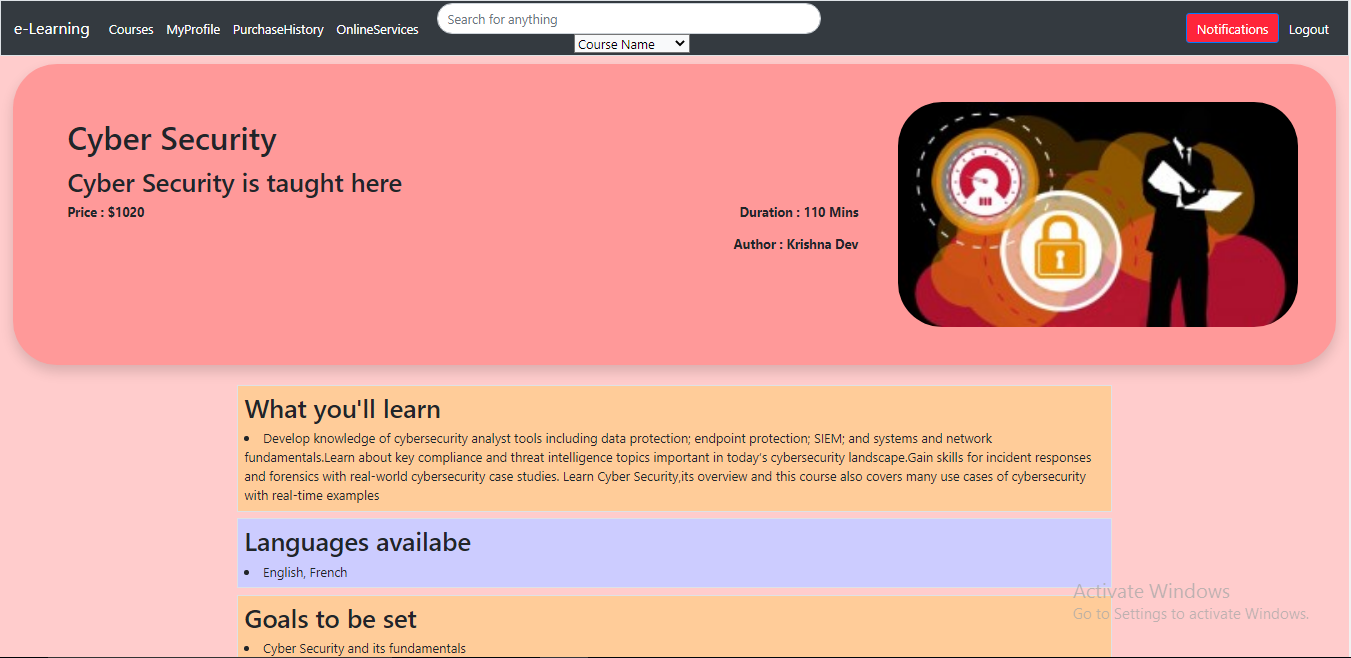 e-Learning Courses MyProfile PurchaseHistory OnlineServices Search for anything Notifications Logout
Course Name
Cyber Security
Cyber Security is taught here
Price : $1020 Duration : 110 Mins
Author : Krishna Dev
What you'll learn
Develop knowledge of cybersecurity analyst tools including data protection; endpoint protection; SIEM; and systems and network
fundamentals.Learn about key compliance and threat intelligence topics important in today’s cybersecurity landscape.Gain skills for incident responses
and forensics with real-world cybersecurity case studies. Learn Cyber Security,its overview and this course also covers many use cases of cybersecurity
with real-time examples
Languages availabe
English, French
Goals to be set
Cyber Security and its fundamentals
Activate Windows
Go to Settings to activate Windows.